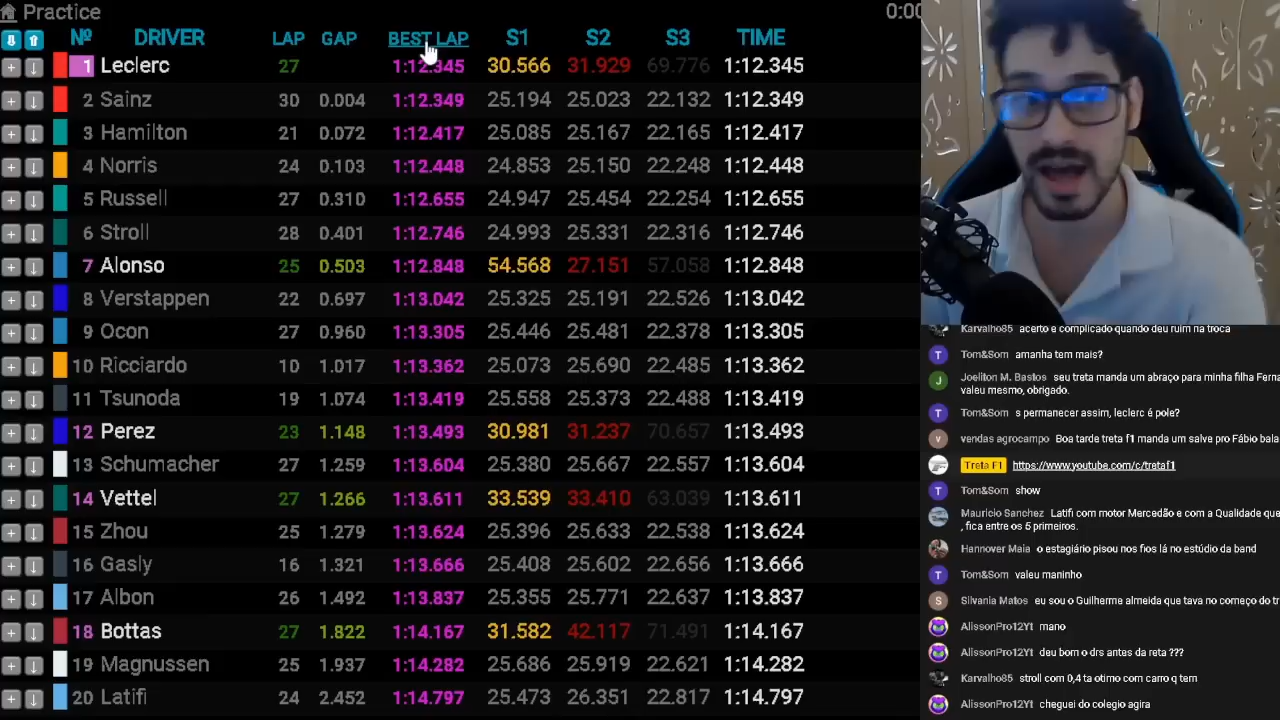 Practice
0:00
Nº DRIVER LAP GAP BEST LAP S1 S2 S3 TIME
1 Leclerc 27 1:12.345 30.566 31.929 69.776 1:12.345
2 Sainz 30 0.004 1:12.349 25.194 25.023 22.132 1:12.349
3 Hamilton 21 0.072 1:12.417 25.085 25.167 22.165 1:12.417
4 Norris 24 0.103 1:12.448 24.853 25.150 22.248 1:12.448
5 Russell 27 0.310 1:12.655 24.947 25.454 22.254 1:12.655
6 Stroll 28 0.401 1:12.746 24.993 25.331 22.316 1:12.746
7 Alonso 25 0.503 1:12.848 54.568 27.151 57.058 1:12.848
8 Verstappen 22 0.697 1:13.042 25.325 25.191 22.526 1:13.042
9 Ocon 27 0.960 1:13.305 25.446 25.481 22.378 1:13.305
10 Ricciardo 10 1.017 1:13.362 25.073 25.690 22.485 1:13.362
11 Tsunoda 19 1.074 1:13.419 25.558 25.373 22.488 1:13.419
12 Perez 23 1.148 1:13.493 30.981 31.237 70.657 1:13.493
13 Schumacher 27 1.259 1:13.604 25.380 25.667 22.557 1:13.604
14 Vettel 27 1.266 1:13.611 33.539 33.410 63.039 1:13.611
15 Zhou 25 1.279 1:13.624 25.396 25.633 22.538 1:13.624
16 Gasly 16 1.321 1:13.666 25.408 25.602 22.656 1:13.666
17 Albon 26 1.492 1:13.837 25.355 25.771 22.637 1:13.837
18 Bottas 27 1.822 1:14.167 31.582 42.117 71.491 1:14.167
19 Magnussen 25 1.937 1:14.282 25.686 25.919 22.621 1:14.282
20 Latifi 24 2.452 1:14.797 25.473 26.351 22.817 1:14.797
Karvalho85 acerto e complicado quando deu ruim na troca
T Tom&Som amanha tem mais?
J Joeliton M. Bastos seu treta manda um abraço para minha filha Ferna
valeu mesmo, obrigado.
T Tom&Som s permanecer assim, leclerc é pole?
v vendas agrocampo Boa tarde treta f1 manda um salve pro Fábio bala
Treta F1 https://www.youtube.com/c/tretaf1
T Tom&Som show
Mauricio Sanchez Latifi com motor Mercedão e com a Qualidade que
, fica entre os 5 primeiros.
Hannover Maia o estagiário pisou nos fios lá no estúdio da band
T Tom&Som valeu maninho
S Silvania Matos eu sou o Guilherme almeida que tava no começo do tr
AlissonPro12Yt mano
AlissonPro12Yt deu bom o drs antes da reta ???
Karvalho85 stroll com 0,4 ta otimo com carro q tem
AlissonPro12Yt cheguei do colegio agira